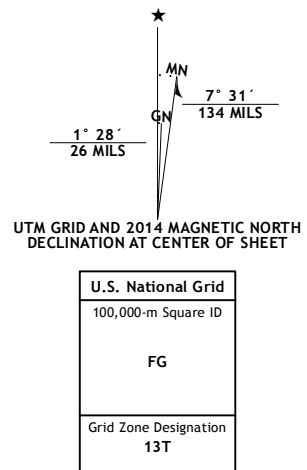 ★
MN
GN
7° 31´
134 MILS
1° 28´
26 MILS
UTM GRID AND 2014 MAGNETIC NORTH
DECLINATION AT CENTER OF SHEET
U.S. National Grid
100,000-m Square ID
FG
Grid Zone Designation
13T